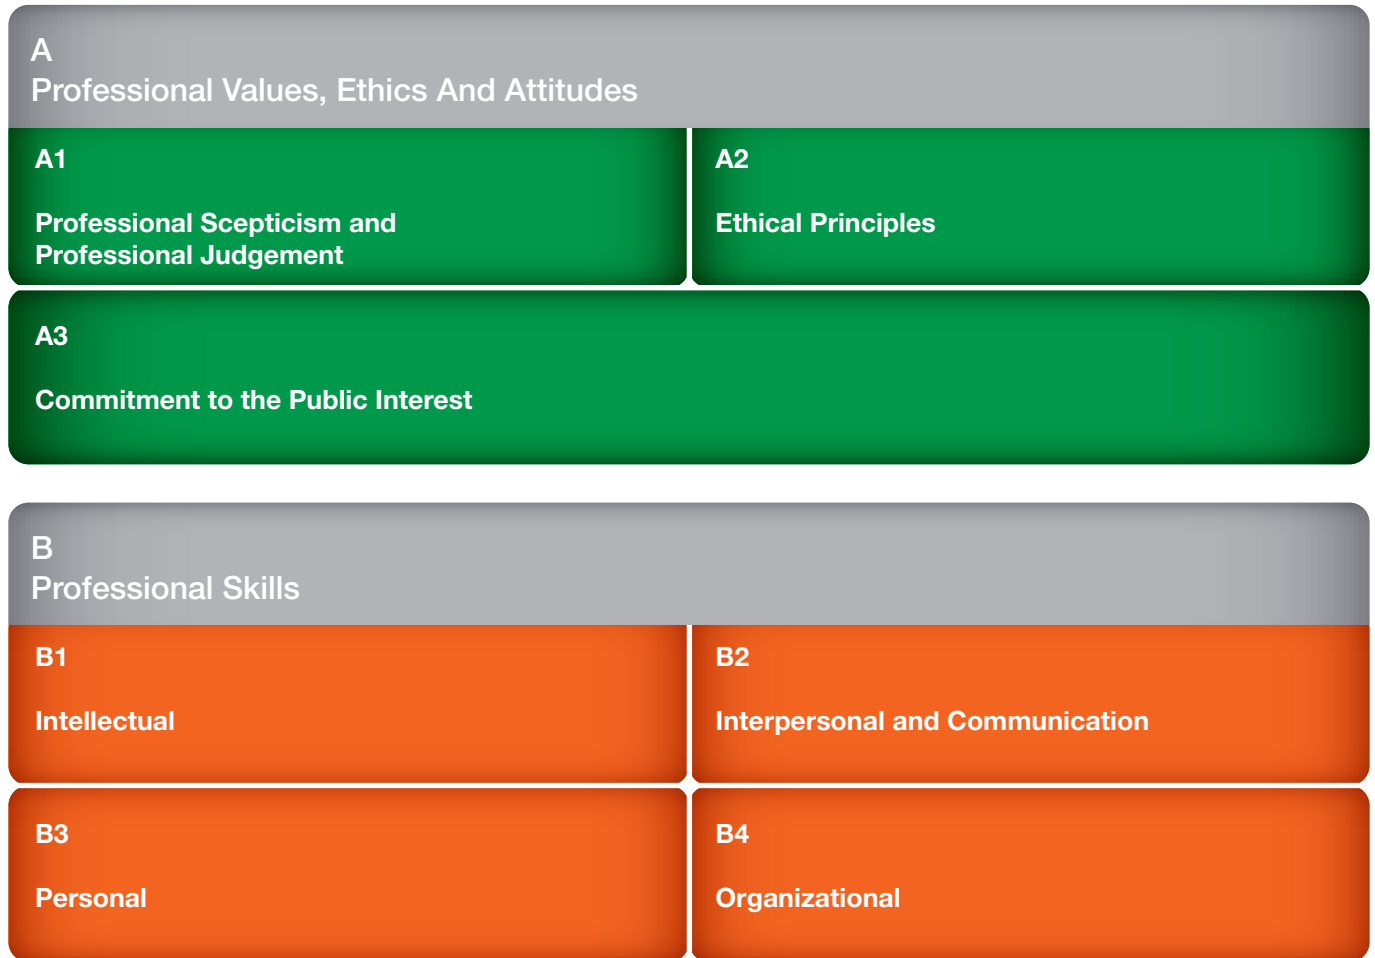 A
Professional Values, Ethics And Attitudes
A1
Professional Scepticism and
Professional Judgement
A2
Ethical Principles
A3
Commitment to the Public Interest
B
Professional Skills
B1
Intellectual
B2
Interpersonal and Communication
B3
Personal
B4
Organizational